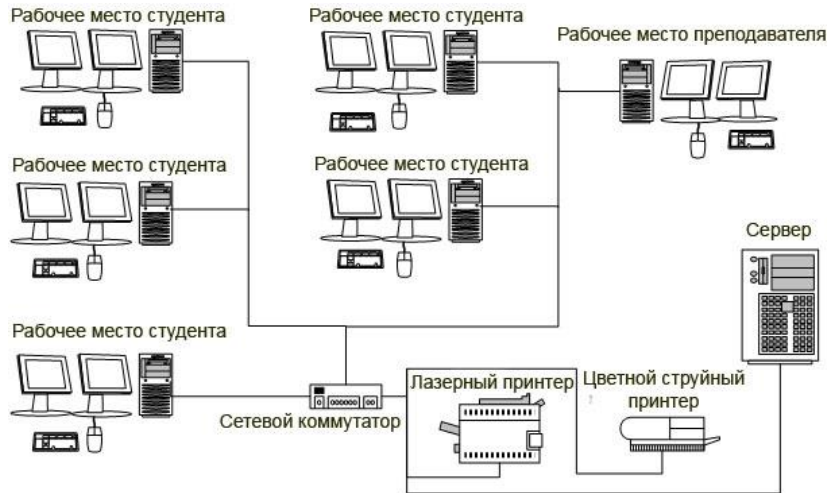 Рабочее место студента
Рабочее место студента
Рабочее место преподавателя
Рабочее место студента
Рабочее место студента
Сервер
Рабочее место студента
Сетевой коммутатор
Лазерный принтер
Цветной струйный
принтер